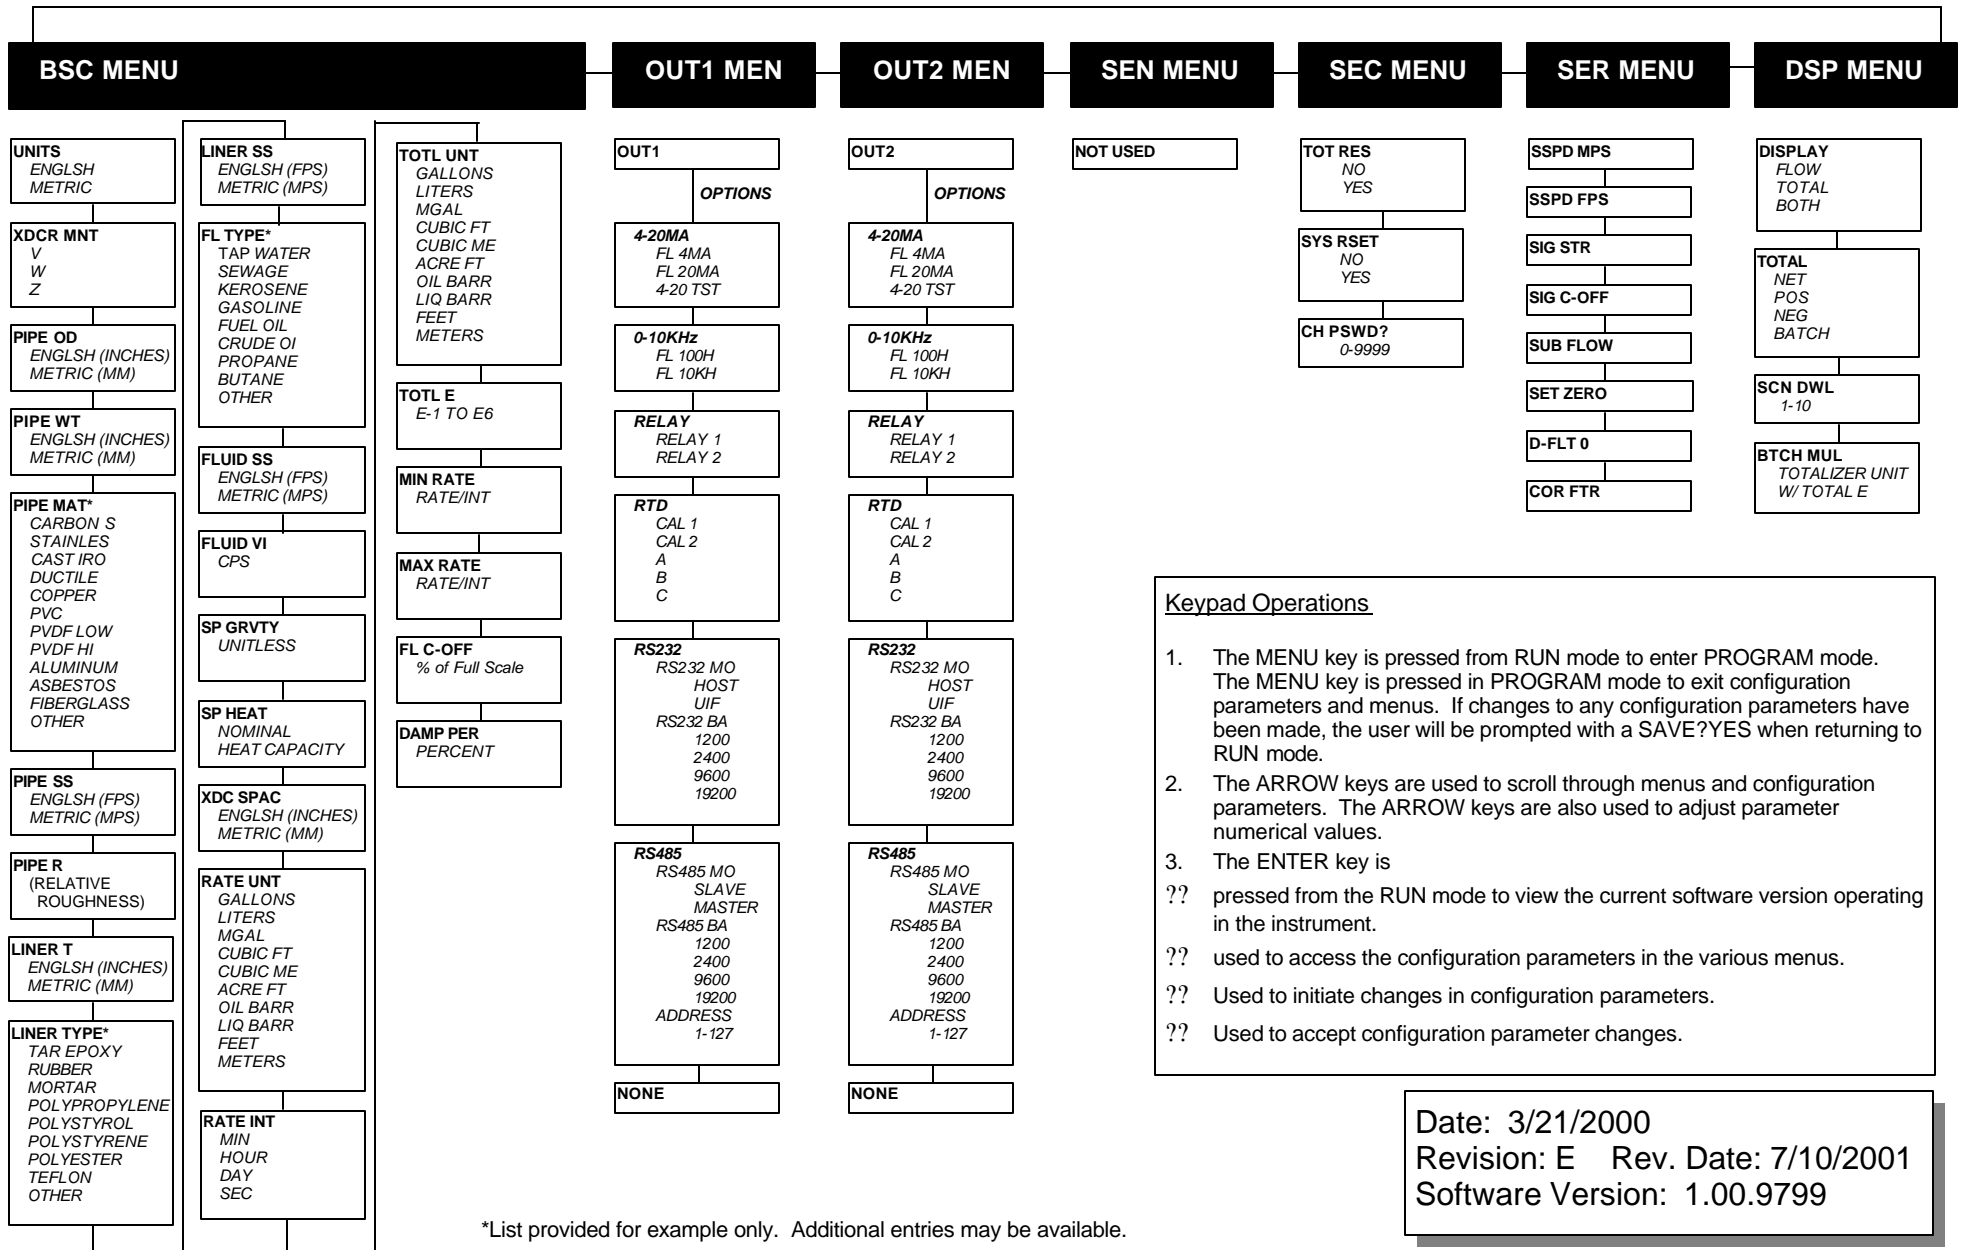 BSC MENU
OUT1 MEN
OUT2 MEN
SEN MENU
SEC MENU
SER MENU
DSP MENU
UNITS
ENGLSH
METRIC
XDCR MNT
V
W
Z
PIPE OD
ENGLSH (INCHES)
METRIC (MM)
PIPE WT
ENGLSH (INCHES)
METRIC (MM)
PIPE MAT*
CARBON S
STAINLES
CAST IRO
DUCTILE
COPPER
PVC
PVDF LOW
PVDF HI
ALUMINUM
ASBESTOS
FIBERGLASS
OTHER
PIPE SS
ENGLSH (FPS)
METRIC (MPS)
PIPE R
(RELATIVE
ROUGHNESS)
LINER T
ENGLSH (INCHES)
METRIC (MM)
LINER TYPE*
TAR EPOXY
RUBBER
MORTAR
POLYPROPYLENE
POLYSTYROL
POLYSTYRENE
POLYESTER
TEFLON
OTHER
LINER SS
ENGLSH (FPS)
METRIC (MPS)
FL TYPE*
TAP WATER
SEWAGE
KEROSENE
GASOLINE
FUEL OIL
CRUDE OI
PROPANE
BUTANE
OTHER
FLUID SS
ENGLSH (FPS)
METRIC (MPS)
FLUID VI
CPS
SP GRVTY
UNITLESS
SP HEAT
NOMINAL
HEAT CAPACITY
XDC SPAC
ENGLSH (INCHES)
METRIC (MM)
RATE UNT
GALLONS
LITERS
MGAL
CUBIC FT
CUBIC ME
ACRE FT
OIL BARR
LIQ BARR
FEET
METERS
RATE INT
MIN
HOUR
DAY
SEC
TOTL UNT
GALLONS
LITERS
MGAL
CUBIC FT
CUBIC ME
ACRE FT
OIL BARR
LIQ BARR
FEET
METERS
TOTL E
E-1 TO E6
MIN RATE
RATE/INT
MAX RATE
RATE/INT
FL C-OFF
% of Full Scale
DAMP PER
PERCENT
OUT1
OPTIONS
4-20MA
FL 4MA
FL 20MA
4-20 TST
0-10KHz
FL 100H
FL 10KH
RELAY
RELAY 1
RELAY 2
RTD
CAL 1
CAL 2
A
B
C
RS232
RS232 MO
HOST
UIF
RS232 BA
1200
2400
9600
19200
RS485
RS485 MO
SLAVE
MASTER
RS485 BA
1200
2400
9600
19200
ADDRESS
1-127
NONE
OUT2
OPTIONS
4-20MA
FL 4MA
FL 20MA
4-20 TST
0-10KHz
FL 100H
FL 10KH
RELAY
RELAY 1
RELAY 2
RTD
CAL 1
CAL 2
A
B
C
RS232
RS232 MO
HOST
UIF
RS232 BA
1200
2400
9600
19200
RS485
RS485 MO
SLAVE
MASTER
RS485 BA
1200
2400
9600
19200
ADDRESS
1-127
NONE
NOT USED
TOT RES
NO
YES
SYS RSET
NO
YES
CH PSWD?
0-9999
SSPD MPS
SSPD FPS
SIG STR
SIG C-OFF
SUB FLOW
SET ZERO
D-FLT 0
COR FTR
DISPLAY
FLOW
TOTAL
BOTH
TOTAL
NET
POS
NEG
BATCH
SCN DWL
1-10
BTCH MUL
TOTALIZER UNIT
W/ TOTAL E
Keypad Operations
1. The MENU key is pressed from RUN mode to enter PROGRAM mode.
The MENU key is pressed in PROGRAM mode to exit configuration
parameters and menus. If changes to any configuration parameters have
been made, the user will be prompted with a SAVE?YES when returning to
RUN mode.
2. The ARROW keys are used to scroll through menus and configuration
parameters. The ARROW keys are also used to adjust parameter
numerical values.
3. The ENTER key is
?? pressed from the RUN mode to view the current software version operating
in the instrument.
?? used to access the configuration parameters in the various menus.
?? Used to initiate changes in configuration parameters.
?? Used to accept configuration parameter changes.
Date: 3/21/2000
Revision: E Rev. Date: 7/10/2001
Software Version: 1.00.9799
*List provided for example only. Additional entries may be available.